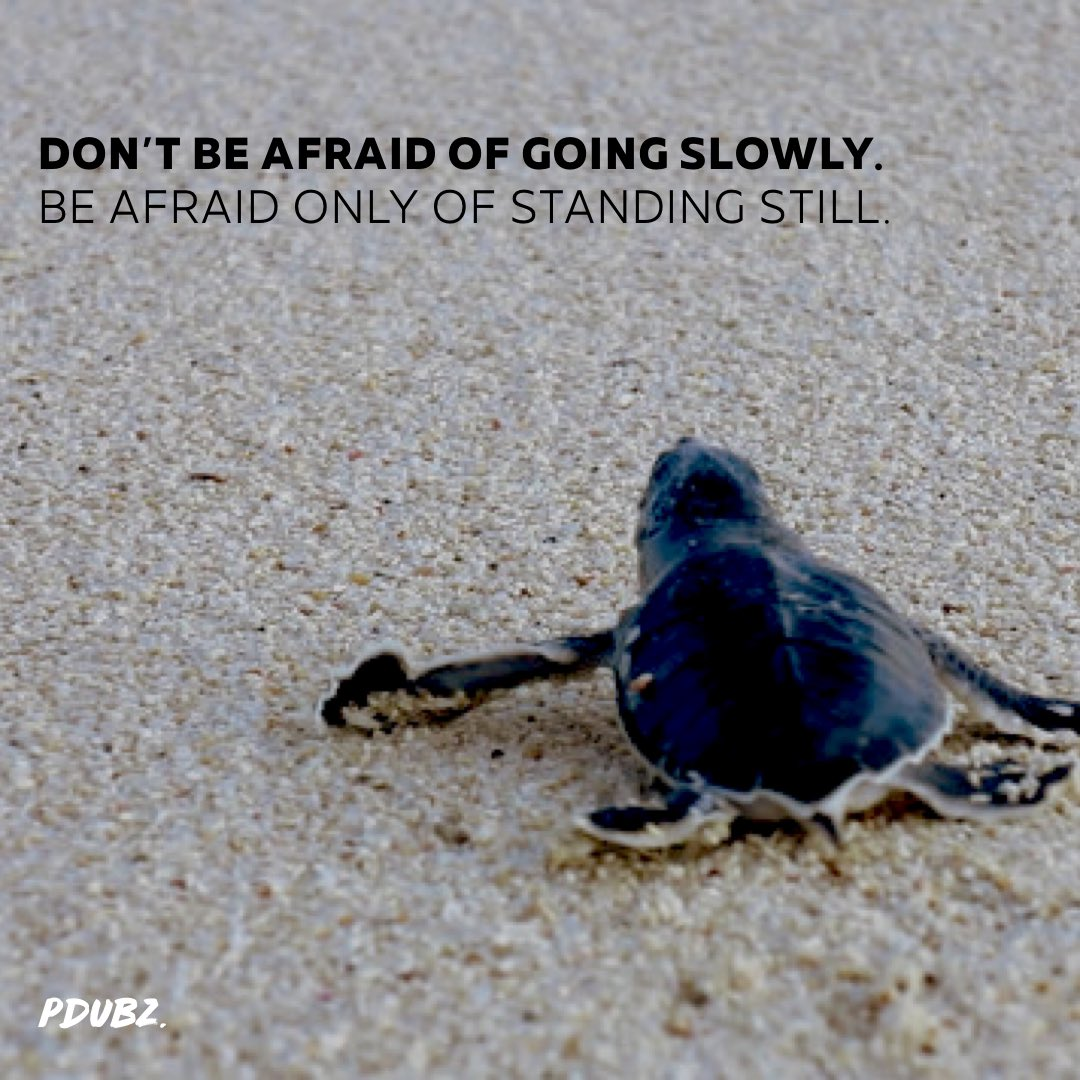 DON'T BE AFRAID OF GOING SLOWLY.
BE AFRAID ONLY OF STANDING STILL.
PDUBZ.